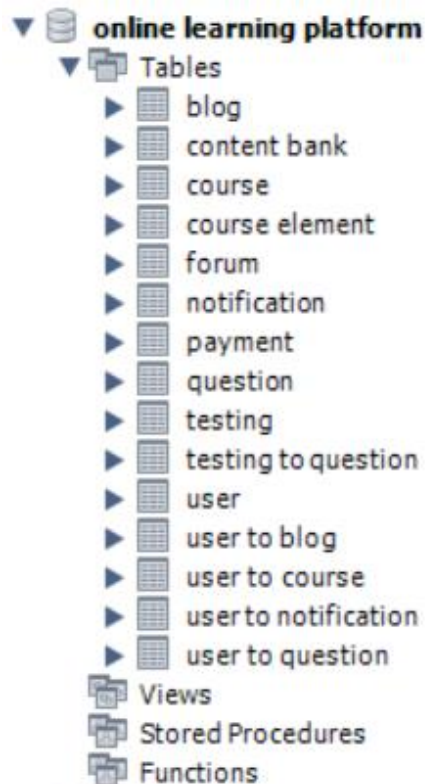 online learning platform
Tables
blog
content bank
course
course element
forum
notification
payment
question
testing
testing to question
user
user to blog
user to course
user to notification
user to question
Views
Stored Procedures
Functions